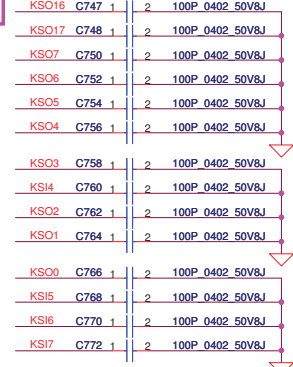 KSO16 C747 1 2 100P_0402_50V8J
KSO17 C748 1 2 100P_0402_50V8J
KSO7 C750 1 2 100P_0402_50V8J
KSO6 C752 1 2 100P_0402_50V8J
KSO5 C754 1 2 100P_0402_50V8J
KSO4 C756 1 2 100P_0402_50V8J
KSO3 C758 1 2 100P_0402_50V8J
KSI4 C760 1 2 100P_0402_50V8J
KSO2 C762 1 2 100P_0402_50V8J
KSO1 C764 1 2 100P_0402_50V8J
KSO0 C766 1 2 100P_0402_50V8J
KSI5 C768 1 2 100P_0402_50V8J
KSI6 C770 1 2 100P_0402_50V8J
KSI7 C772 1 2 100P_0402_50V8J